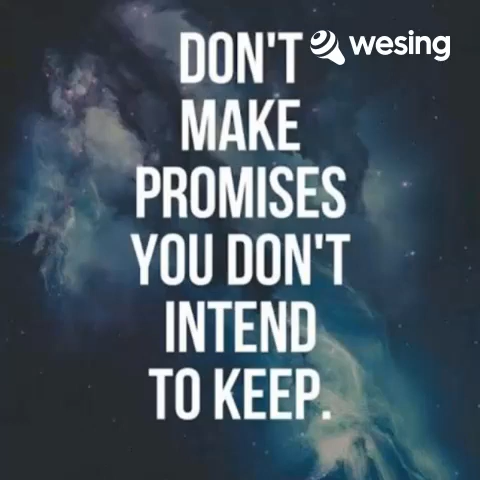 DON'T
wesing
MAKE
PROMISES
YOU DON'T
INTEND
TO KEEP.